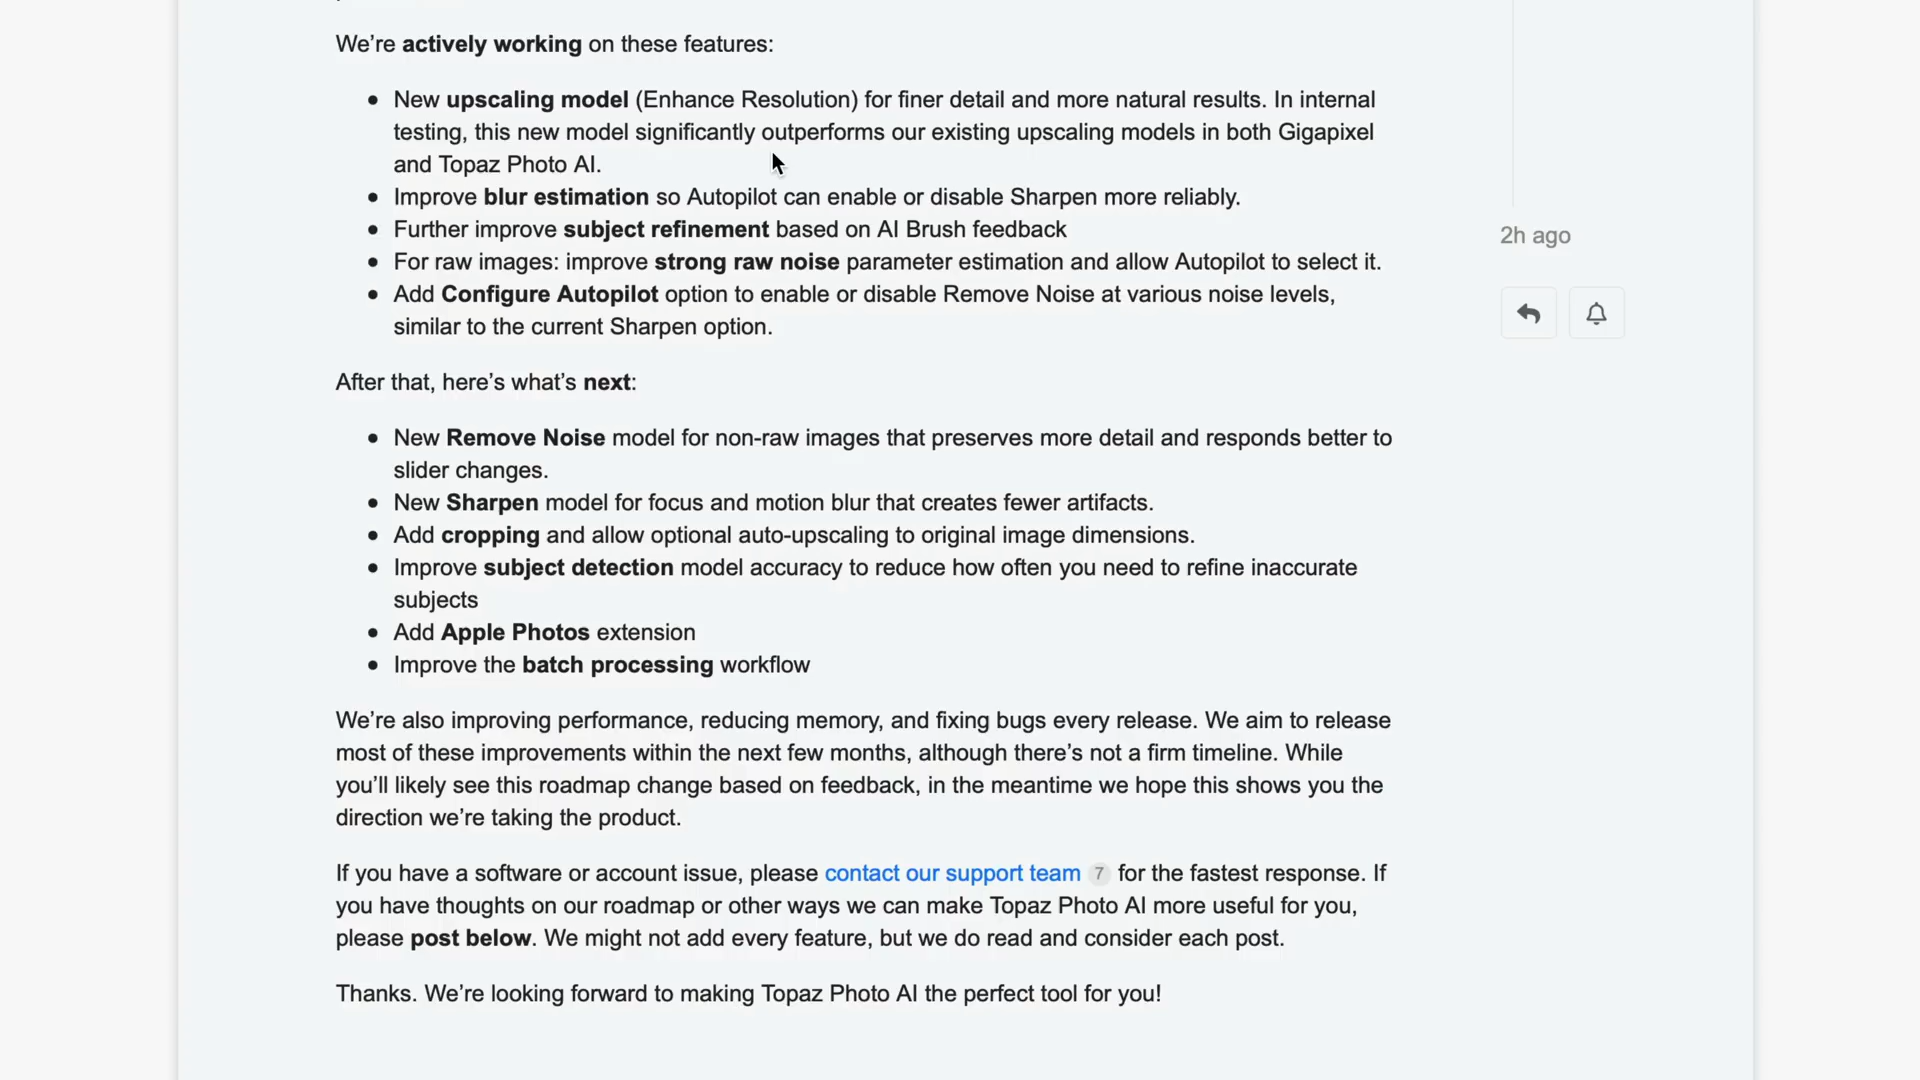 We’re actively working on these features:
• New upscaling model (Enhance Resolution) for finer detail and more natural results. In internal
testing, this new model significantly outperforms our existing upscaling models in both Gigapixel
and Topaz Photo AI.
• Improve blur estimation so Autopilot can enable or disable Sharpen more reliably.
• Further improve subject refinement based on AI Brush feedback
• For raw images: improve strong raw noise parameter estimation and allow Autopilot to select it.
• Add Configure Autopilot option to enable or disable Remove Noise at various noise levels,
similar to the current Sharpen option.
2h ago
After that, here’s what’s next:
• New Remove Noise model for non-raw images that preserves more detail and responds better to
slider changes.
• New Sharpen model for focus and motion blur that creates fewer artifacts.
• Add cropping and allow optional auto-upscaling to original image dimensions.
• Improve subject detection model accuracy to reduce how often you need to refine inaccurate
subjects
• Add Apple Photos extension
• Improve the batch processing workflow
We’re also improving performance, reducing memory, and fixing bugs every release. We aim to release
most of these improvements within the next few months, although there’s not a firm timeline. While
you’ll likely see this roadmap change based on feedback, in the meantime we hope this shows you the
direction we’re taking the product.
If you have a software or account issue, please contact our support team 7 for the fastest response. If
you have thoughts on our roadmap or other ways we can make Topaz Photo AI more useful for you,
please post below. We might not add every feature, but we do read and consider each post.
Thanks. We’re looking forward to making Topaz Photo AI the perfect tool for you!